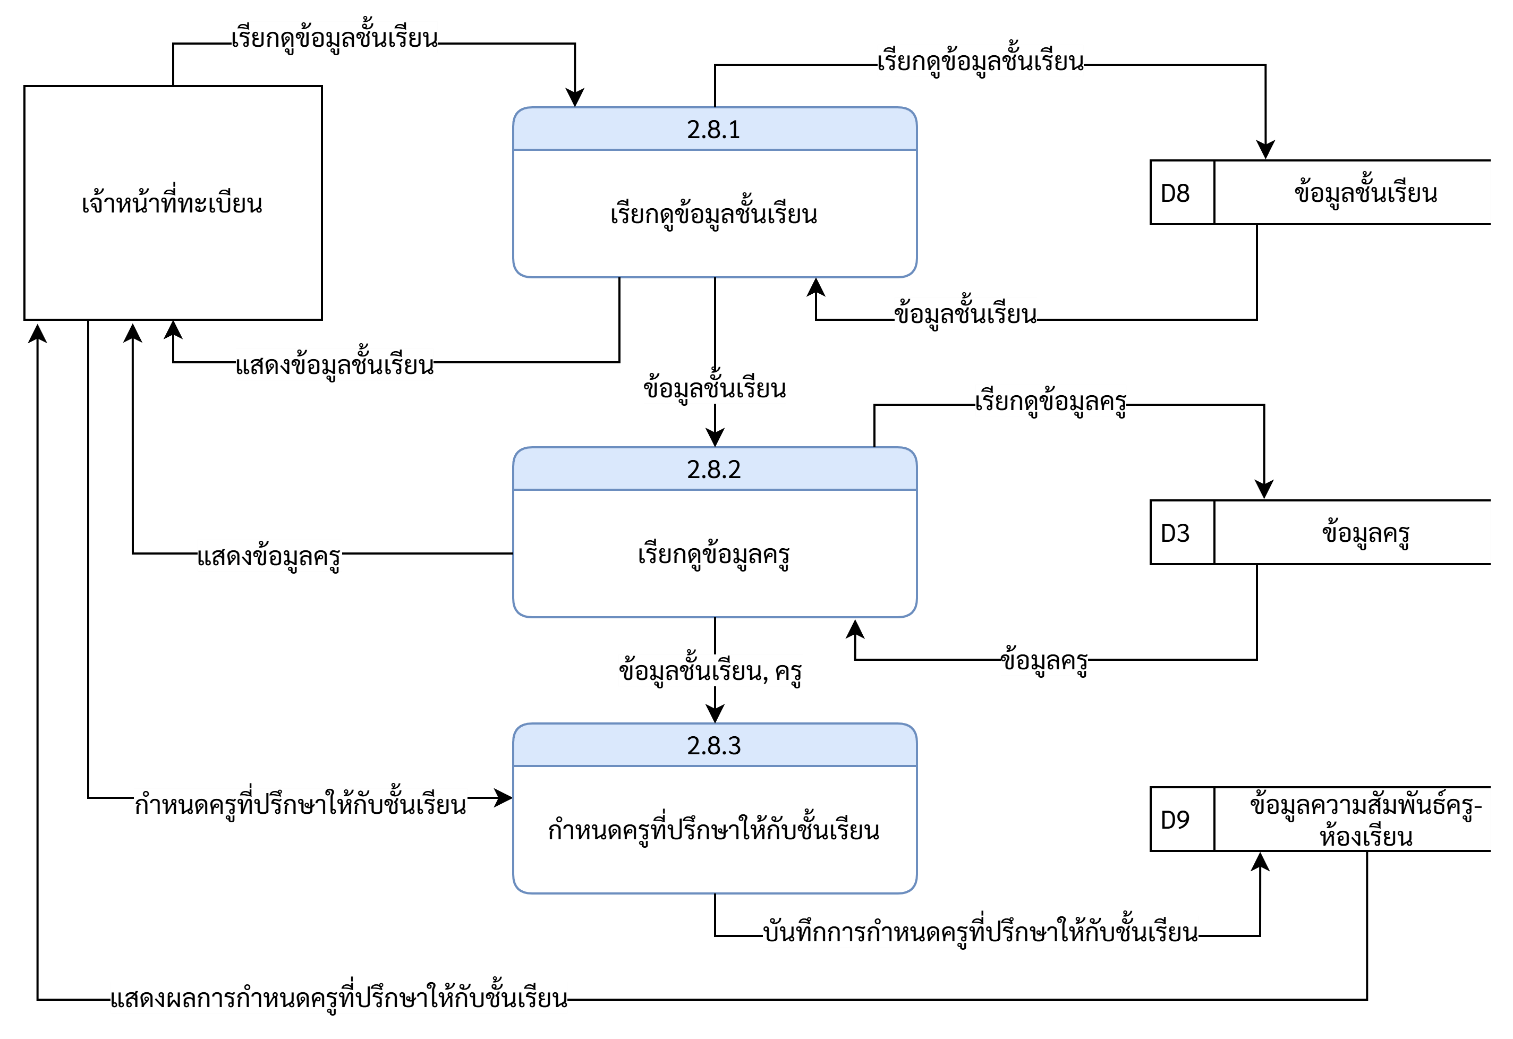 เรียกดูข้อมูลชั้นเรียน
เรียกดูข้อมูลชั้นเรียน
2.8.1
เจ้าหน้าที่ทะเบียน
เรียกดูข้อมูลชั้นเรียน
D8
ข้อมูลชั้นเรียน
ข้อมูลชั้นเรียน
แสดงข้อมูลชั้นเรียน
ข้อมูลชั้นเรียน
เรียกดูข้อมูลครู
2.8.2
D3
ข้อมูลครู
แสดงข้อมูลครู
เรียกดูข้อมูลครู
ข้อมูลชั้นเรียน, ครู
ข้อมูลครู
2.8.3
กำหนดครูที่ปรึกษาให้กับชั้นเรียน
กำหนดครูที่ปรึกษาให้กับชั้นเรียน
D9
ข้อมูลความสัมพันธ์ครู-
ห้องเรียน
บันทึกการกำหนดครูที่ปรึกษาให้กับชั้นเรียน
แสดงผลการกำหนดครูที่ปรึกษาให้กับชั้นเรียน